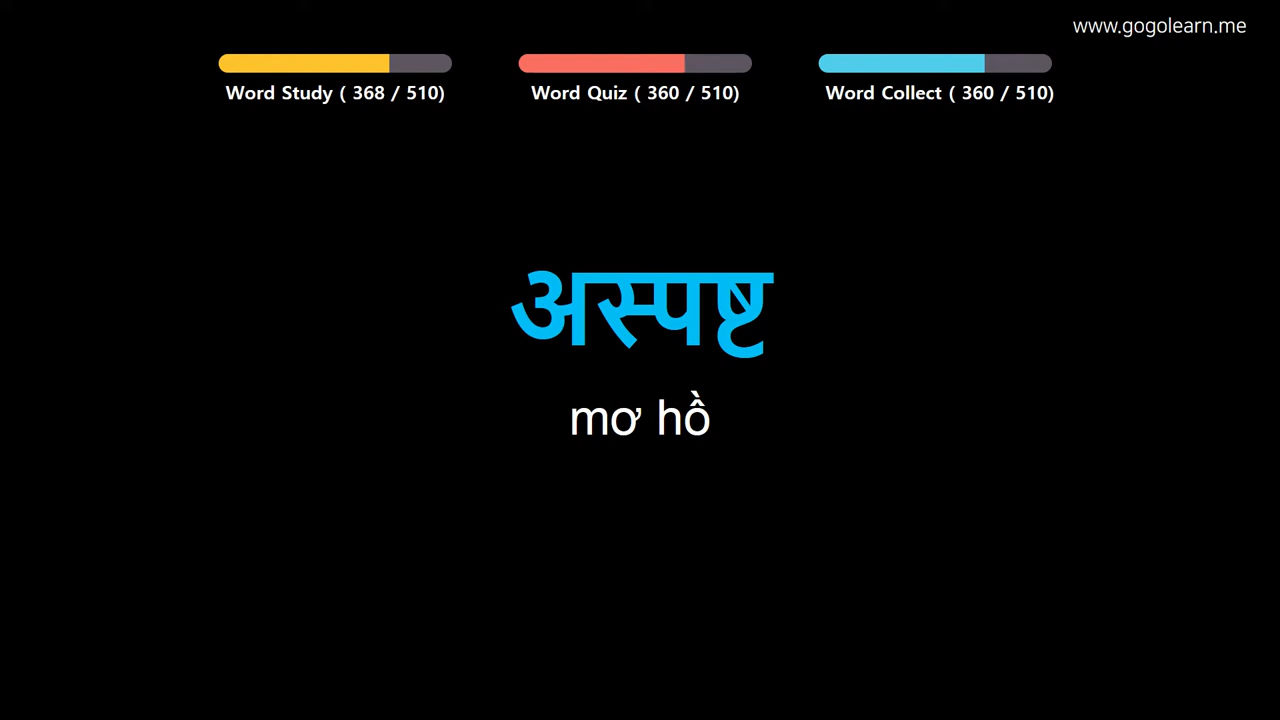 www.gogolearn.me
Word Study ( 368 / 510)
Word Quiz ( 360 / 510)
Word Collect ( 360 / 510)
अस्पष्ट
mơ hồ